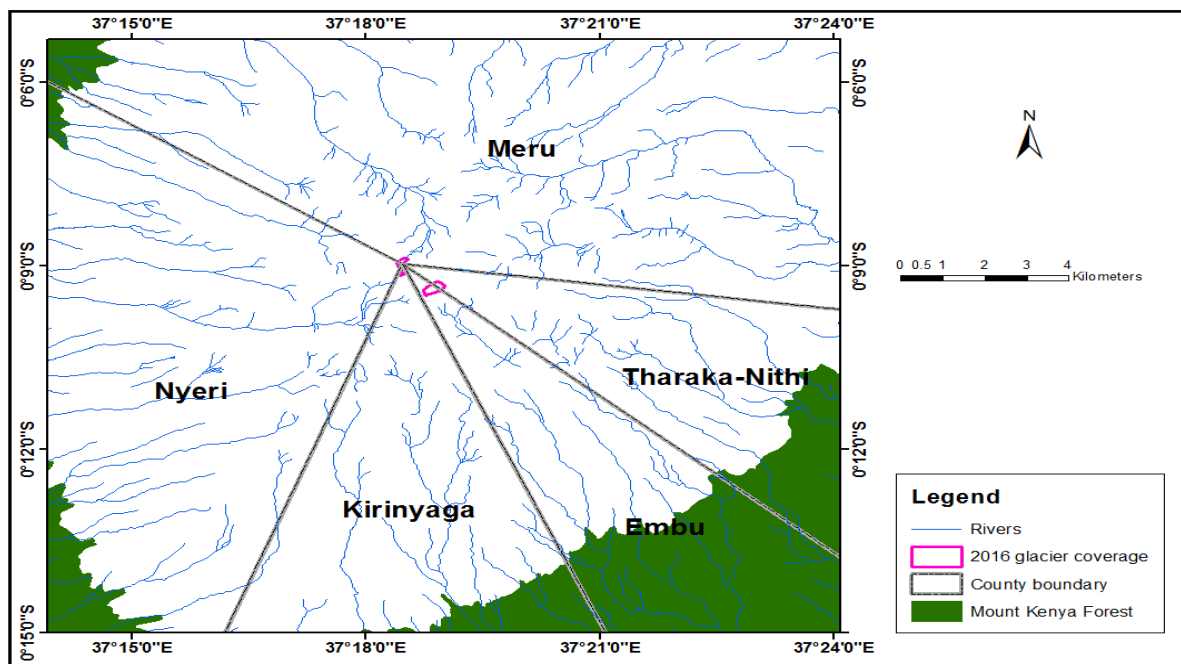 37°15'0"E 37°18'0"E 37°21'0"E 37°24'0"E
0°6'0"S 0°6'0"S
Meru
N
0°9'0"S 0°9'0"S
0 0.5 1 2 3 4
Kilometers
Nyeri
Tharaka-Nithi
0°12'0"S 0°12'0"S
Kirinyaga
Embu
Legend
Rivers
2016 glacier coverage
County boundary
Mount Kenya Forest
0°15'0"S 0°15'0"S
37°15'0"E 37°18'0"E 37°21'0"E 37°24'0"E